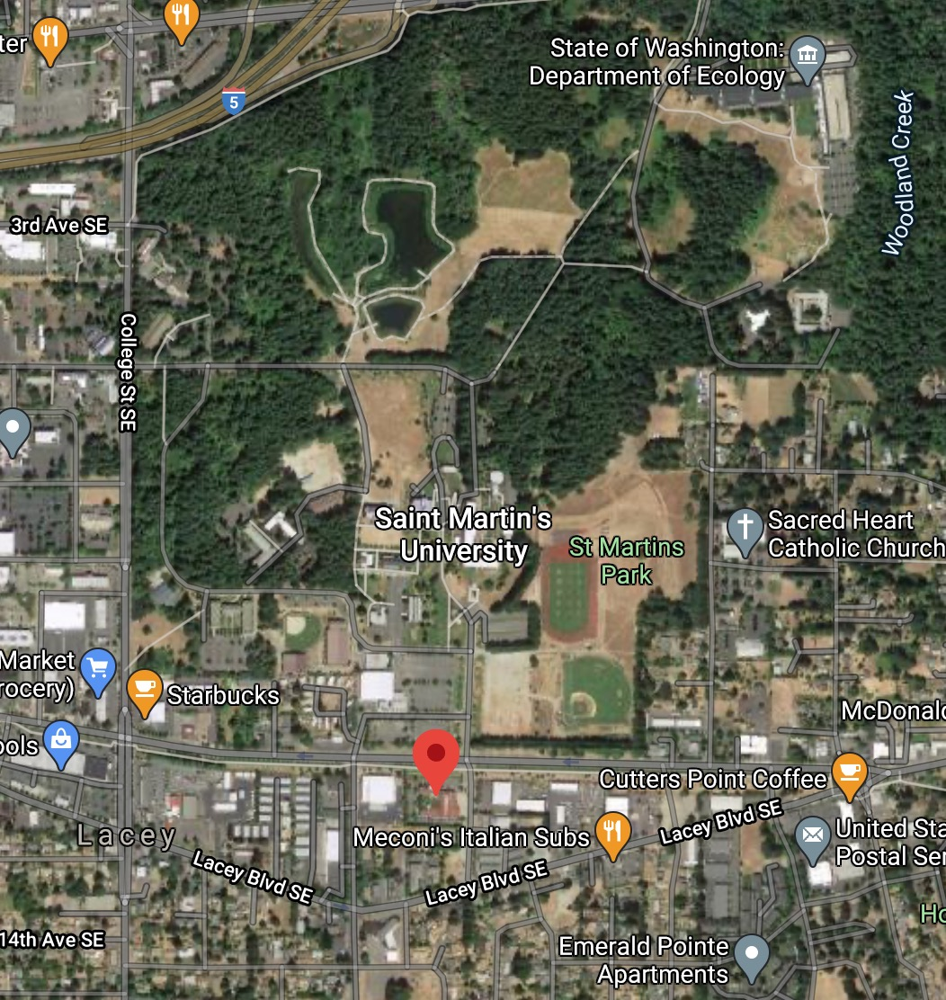 ter
State of Washington:
Department of Ecology
5
Woodland Creek
3rd Ave SE
College St SE
Saint Martin's
University
St Martins
Park
Sacred Heart
Catholic Church
Market
rocery)
Starbucks
McDonald
ools
Cutters Point Coffee
Lacey
Meconi's Italian Subs
Lacey Blvd SE
United Sta
Postal Ser
Lacey Blvd SE
Lacey Blvd SE
Ho
14th Ave SE
Emerald Pointe
Apartments